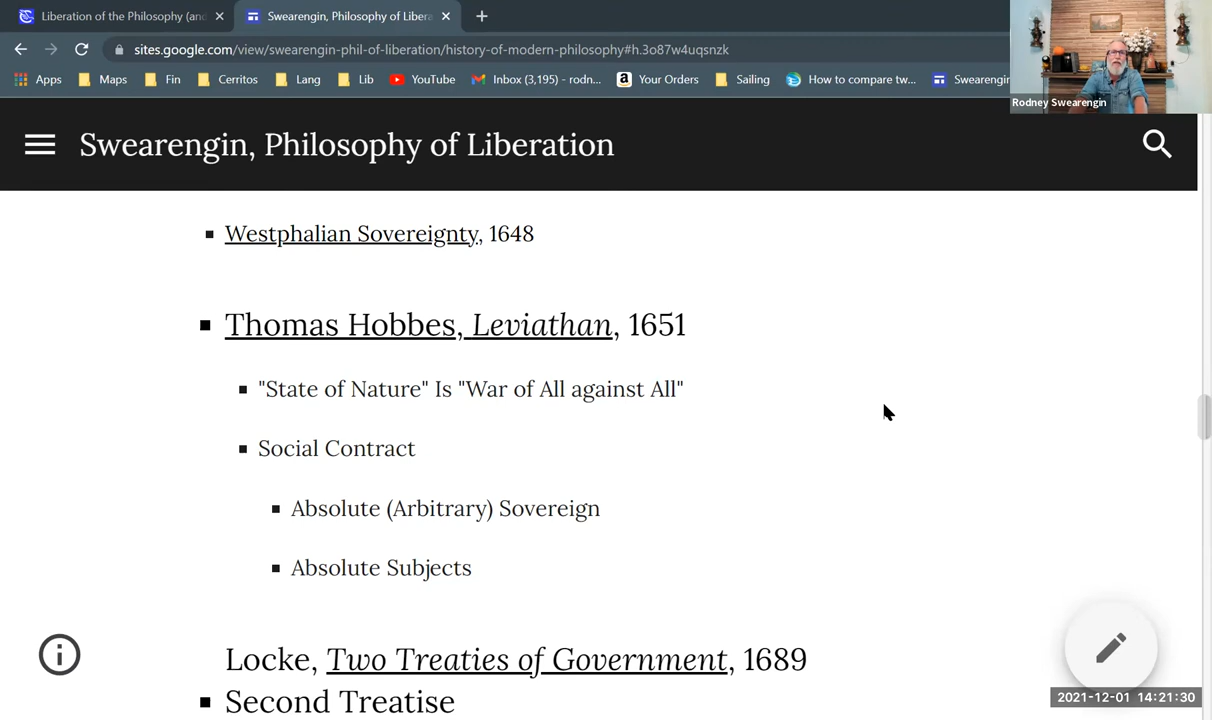 Liberation of the Philosophy (and
Swearengin, Philosophy of Libera
sites.google.com/view/swearengin-phil-of-liberation/history-of-modern-philosophy#h.3o87w4uqsnzk
Apps Maps Fin Cerritos Lang Lib YouTube Inbox (3,195) - rodn... Your Orders Sailing How to compare tw... Swearengin
Rodney Swearengin
Swearengin, Philosophy of Liberation
Westphalian Sovereignty, 1648
Thomas Hobbes, Leviathan, 1651
"State of Nature" Is "War of All against All"
Social Contract
Absolute (Arbitrary) Sovereign
Absolute Subjects
Locke, Two Treaties of Government, 1689
Second Treatise
2021-12-01 14:21:30